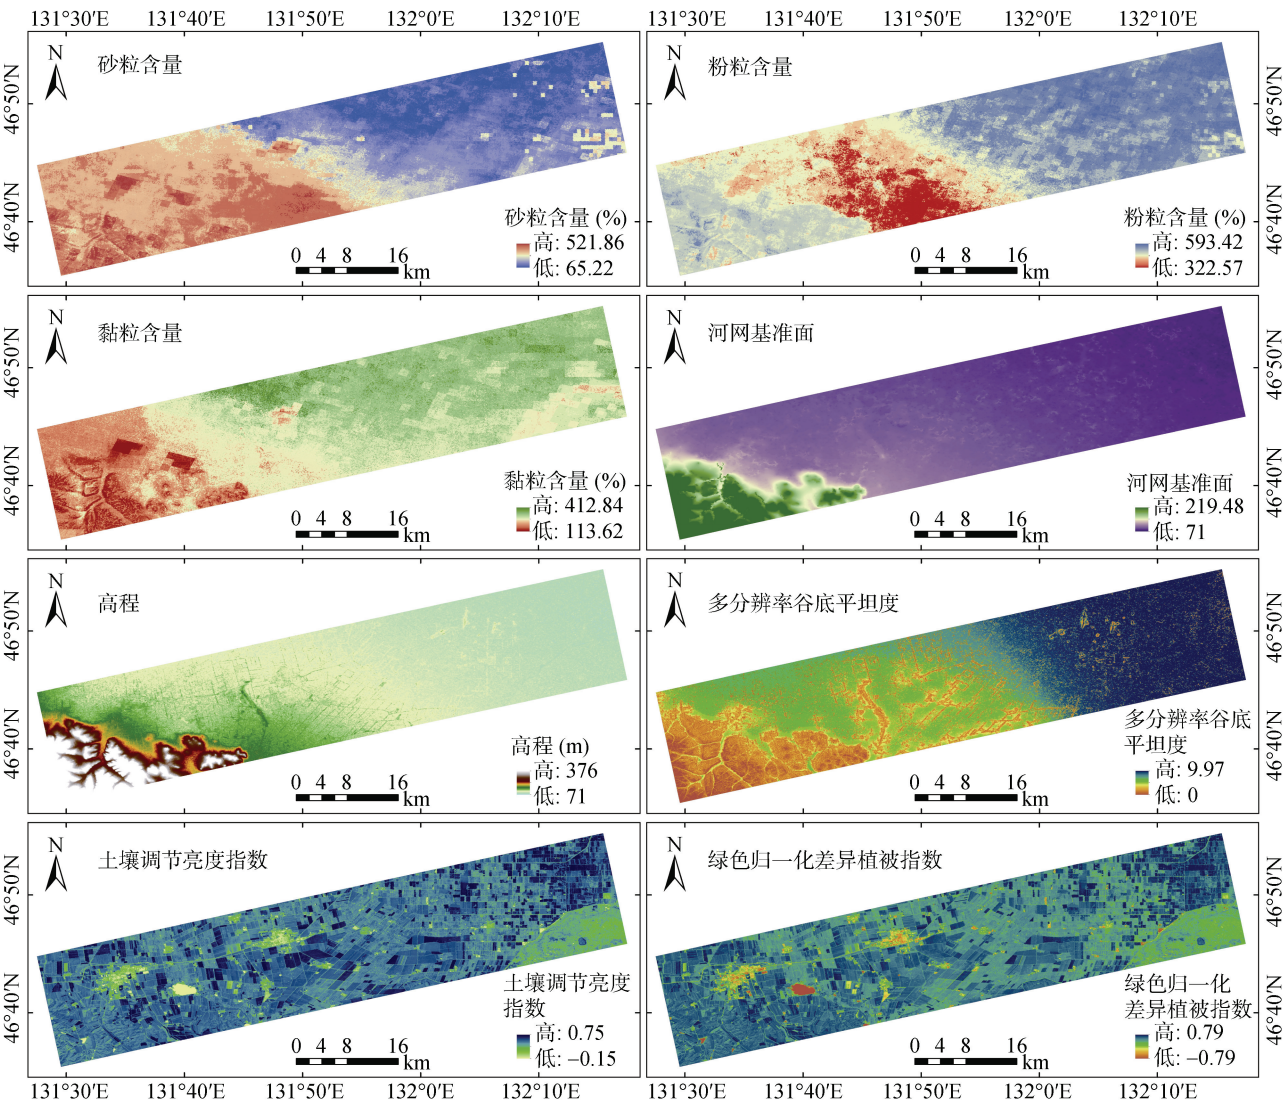 131°30′E 131°40′E 131°50′E 132°0′E 132°10′E 131°30′E 131°40′E 131°50′E 132°0′E 132°10′E
N
砂粒含量
46°50′N
46°40′N
砂粒含量 (%)
高: 521.86
低: 65.22
0 4 8 16
km
N
粉粒含量
46°50′N
46°40′N
粉粒含量 (%)
高: 593.42
低: 322.57
0 4 8 16
km
N
黏粒含量
46°50′N
46°40′N
黏粒含量 (%)
高: 412.84
低: 113.62
0 4 8 16
km
N
河网基准面
46°50′N
46°40′N
河网基准面
高: 219.48
低: 71
0 4 8 16
km
N
高程
46°50′N
46°40′N
高程 (m)
高: 376
低: 71
0 4 8 16
km
N
多分辨率谷底平坦度
46°50′N
46°40′N
多分辨率谷底
平坦度
高: 9.97
低: 0
0 4 8 16
km
N
土壤调节亮度指数
46°50′N
46°40′N
土壤调节亮度
指数
高: 0.75
低: −0.15
0 4 8 16
km
N
绿色归一化差异植被指数
46°50′N
46°40′N
绿色归一化
差异植被指数
高: 0.79
低: −0.79
0 4 8 16
km
131°30′E 131°40′E 131°50′E 132°0′E 132°10′E 131°30′E 131°40′E 131°50′E 132°0′E 132°10′E